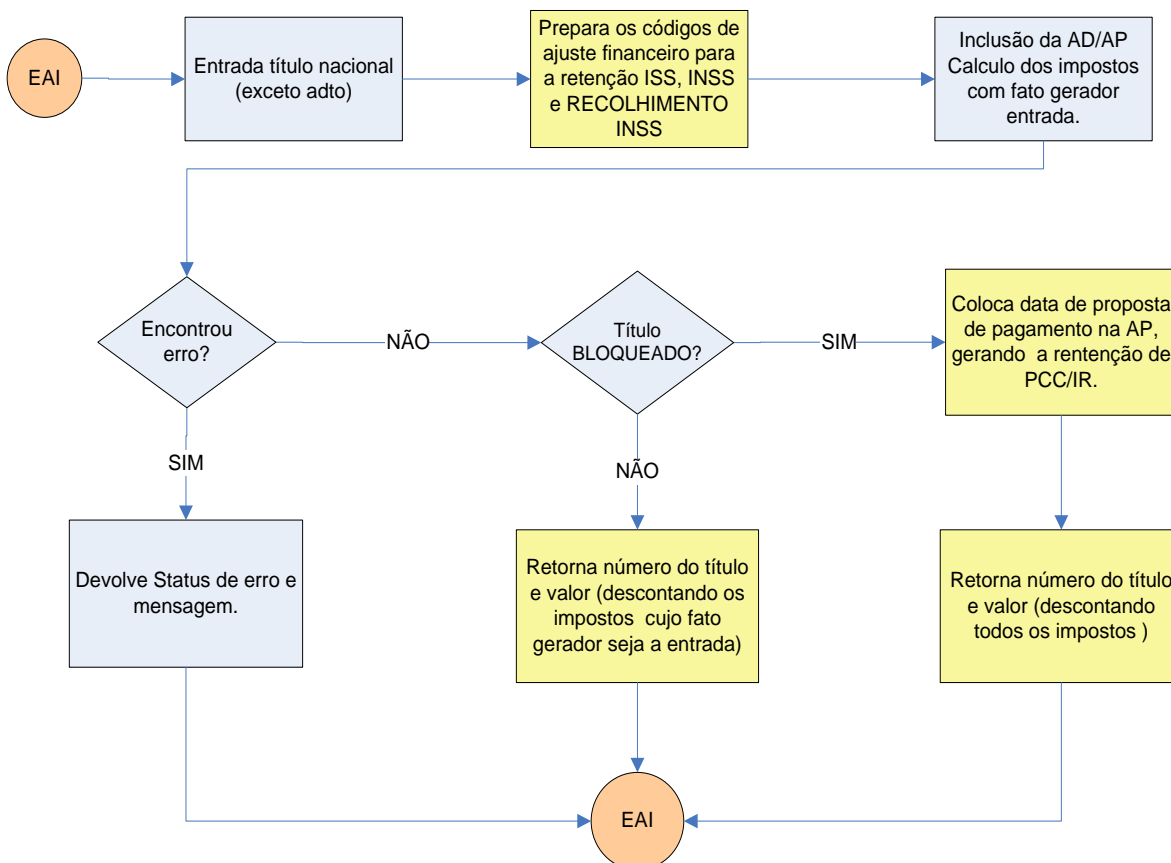 EAI
Entrada título nacional
(exceto adto)
Prepara os códigos de
ajuste financeiro para
a retenção ISS, INSS
e RECOLHIMENTO
INSS
Inclusão da AD/AP
Calculo dos impostos
com fato gerador
entrada.
Encontrou
erro?
NÃO
Título
BLOQUEADO?
SIM
Coloca data de proposta
de pagamento na AP,
gerando a rentenção de
PCC/IR.
SIM
NÃO
Devolve Status de erro e
mensagem.
Retorna número do título
e valor (descontando os
impostos cujo fato
gerador seja a entrada)
Retorna número do título
e valor (descontando
todos os impostos )
EAI